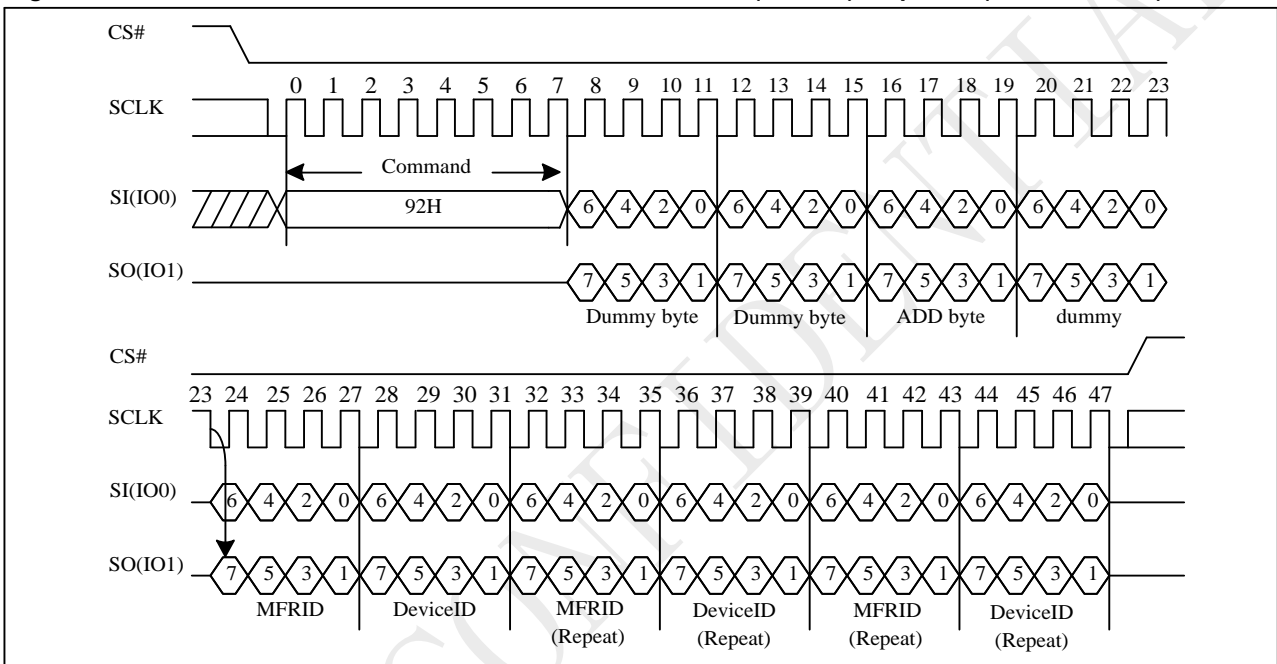 CS#
0 1 2 3 4 5 6 7 8 9 10 11 12 13 14 15 16 17 18 19 20 21 22 23
SCLK
Command
SI(IO0)
92H
6 4 2 0 6 4 2 0 6 4 2 0 6 4 2 0
SO(IO1)
7 5 3 1 7 5 3 1 7 5 3 1 7 5 3 1
Dummy byte Dummy byte ADD byte dummy
CS#
23 24 25 26 27 28 29 30 31 32 33 34 35 36 37 38 39 40 41 42 43 44 45 46 47
SCLK
SI(IO0)
6 4 2 0 6 4 2 0 6 4 2 0 6 4 2 0 6 4 2 0 6 4 2 0
SO(IO1)
7 5 3 1 7 5 3 1 7 5 3 1 7 5 3 1 7 5 3 1 7 5 3 1
MFRID DeviceID MFRID DeviceID MFRID DeviceID
(Repeat) (Repeat) (Repeat) (Repeat)